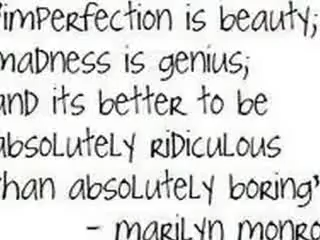 "imperfection is beauty;
madness is genius;
and its better to be
absolutely ridiculous
than absolutely boring"
- marilyn monro